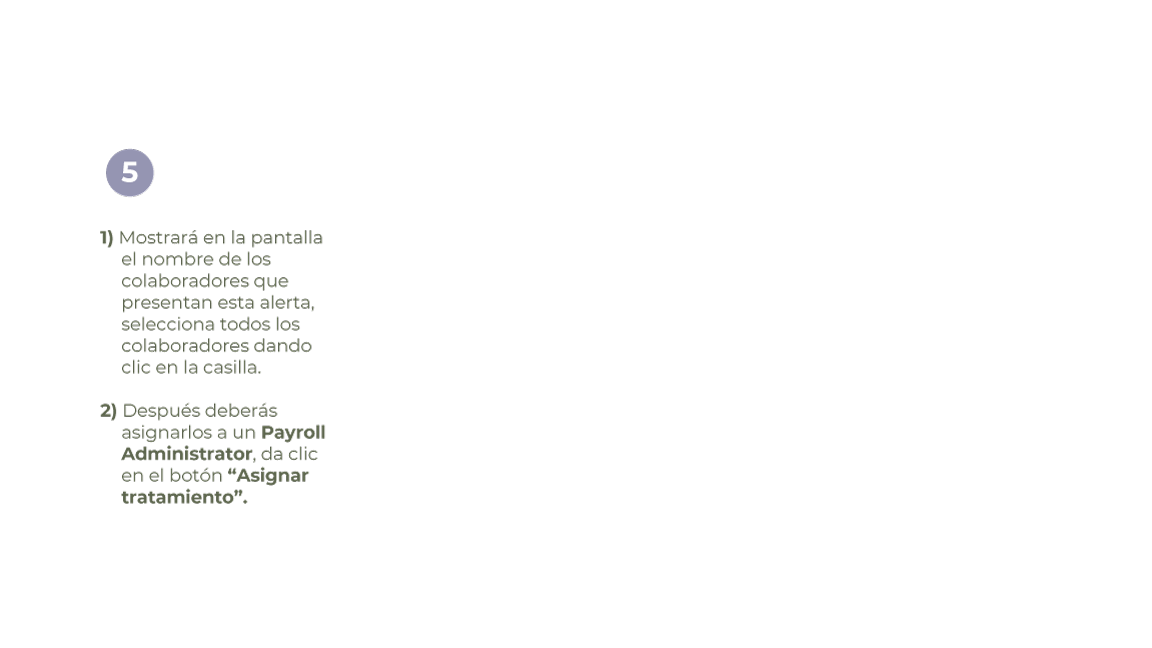 5
1) Mostrará en la pantalla
el nombre de los
colaboradores que
presentan esta alerta,
selecciona todos los
colaboradores dando
clic en la casilla.
2) Después deberás
asignarlos a un Payroll
Administrator, da clic
en el botón “Asignar
tratamiento”.